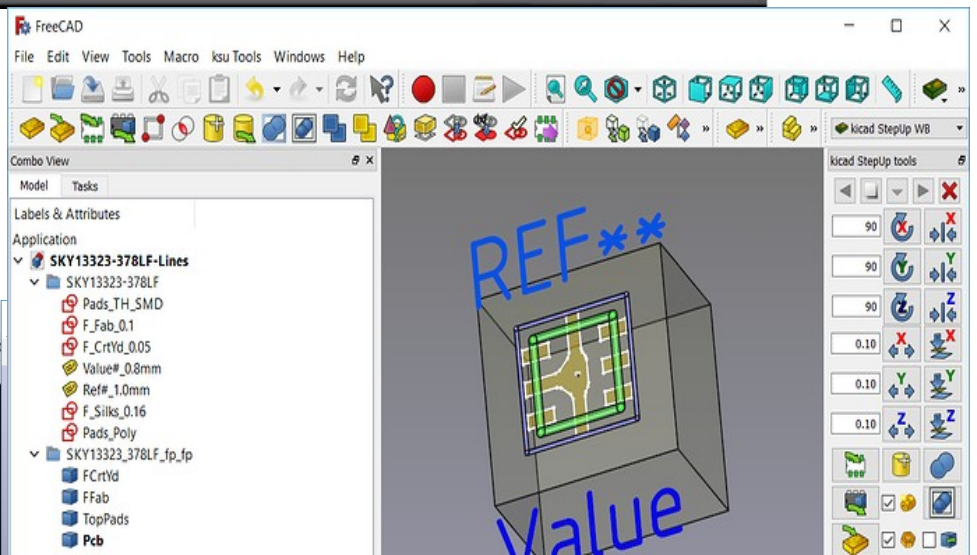 FreeCAD
File Edit View Tools Macro ksu Tools Windows Help
kicad StepUp WB
Combo View
kicad StepUp tools
Model Tasks
Labels & Attributes
Application
SKY13323-378LF-Lines
SKY13323-378LF
Pads_TH_SMD
F_Fab_0.1
F_CrtYd_0.05
Value#_0.8mm
Ref#_1.0mm
F_Silks_0.16
Pads_Poly
SKY13323_378LF_fp_fp
FCrtYd
FFab
TopPads
Pcb
REF**
Value
90 X X
90 Y Y
90 Z Z
0.10 X X
0.10 Y Y
0.10 Z Z